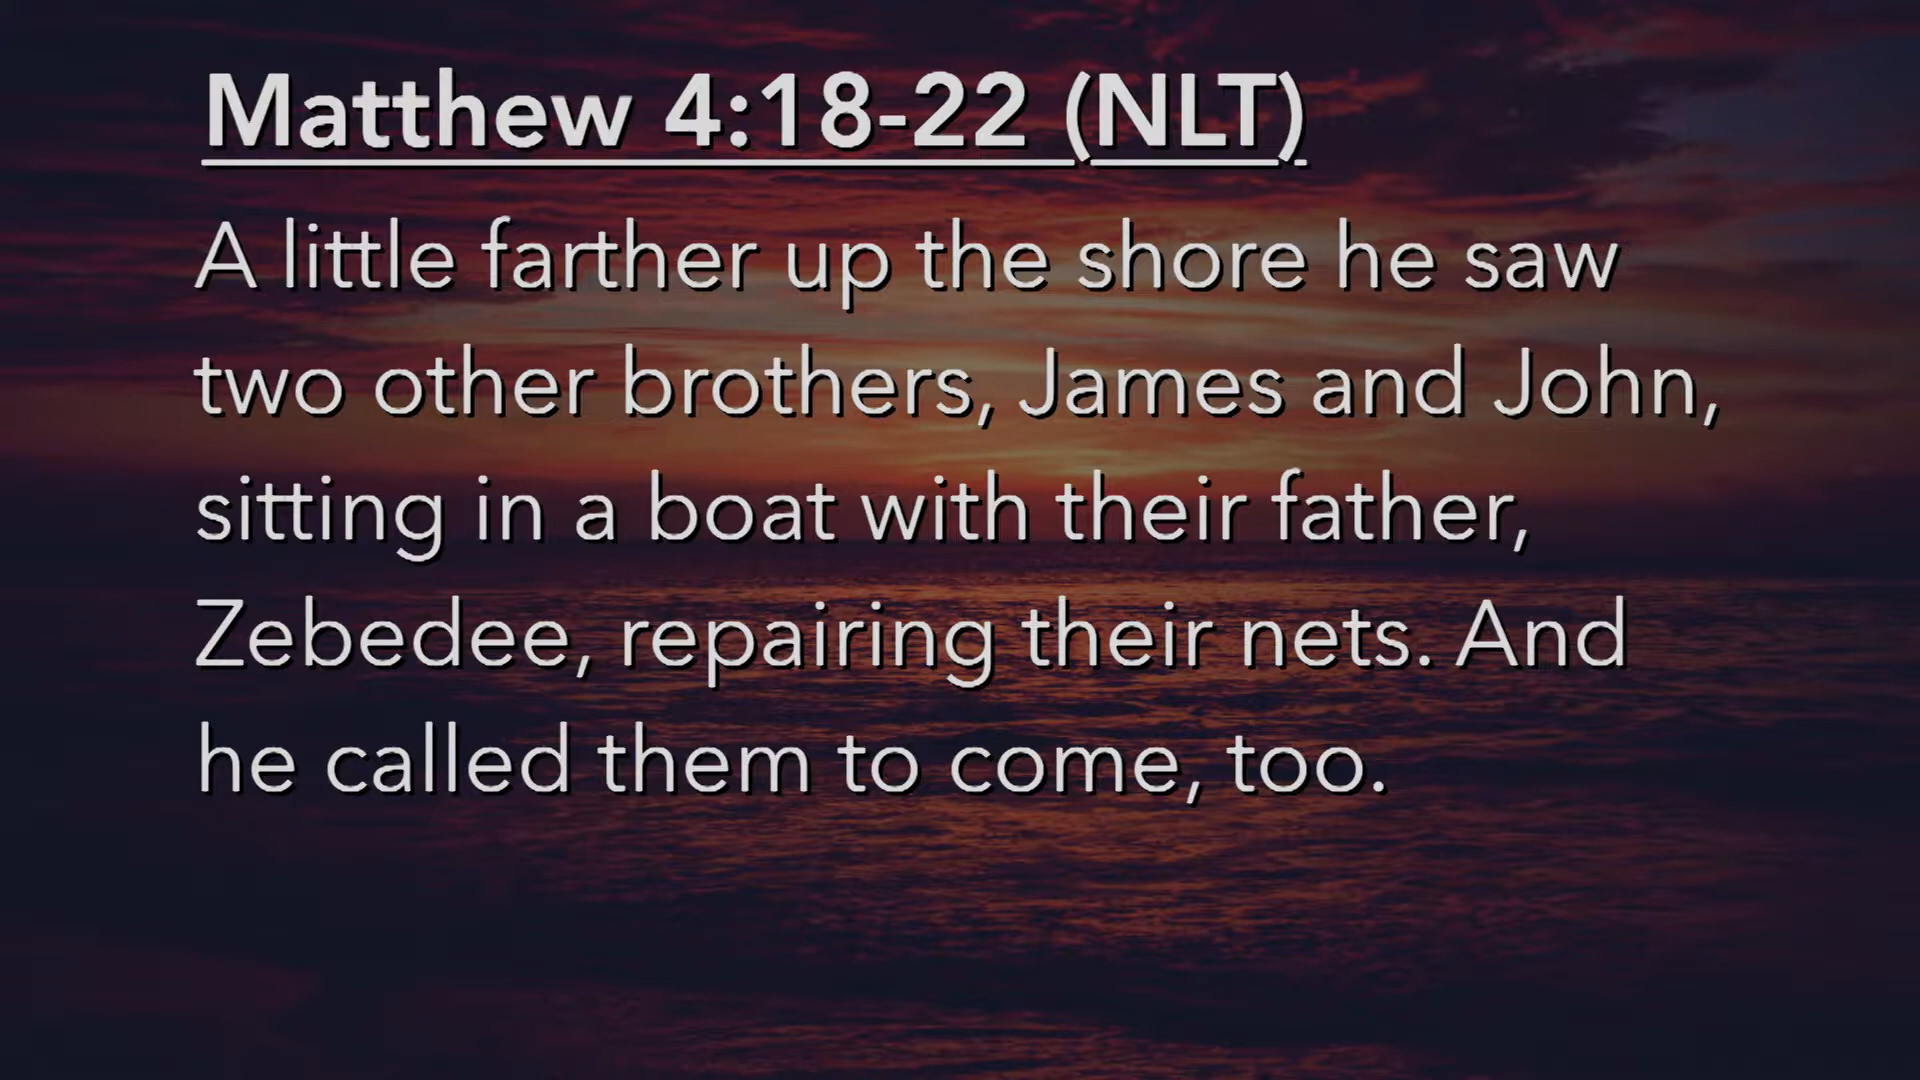 Matthew 4:18-22 (NLT)
A little farther up the shore he saw
two other brothers, James and John,
sitting in a boat with their father,
Zebedee, repairing their nets. And
he called them to come, too.